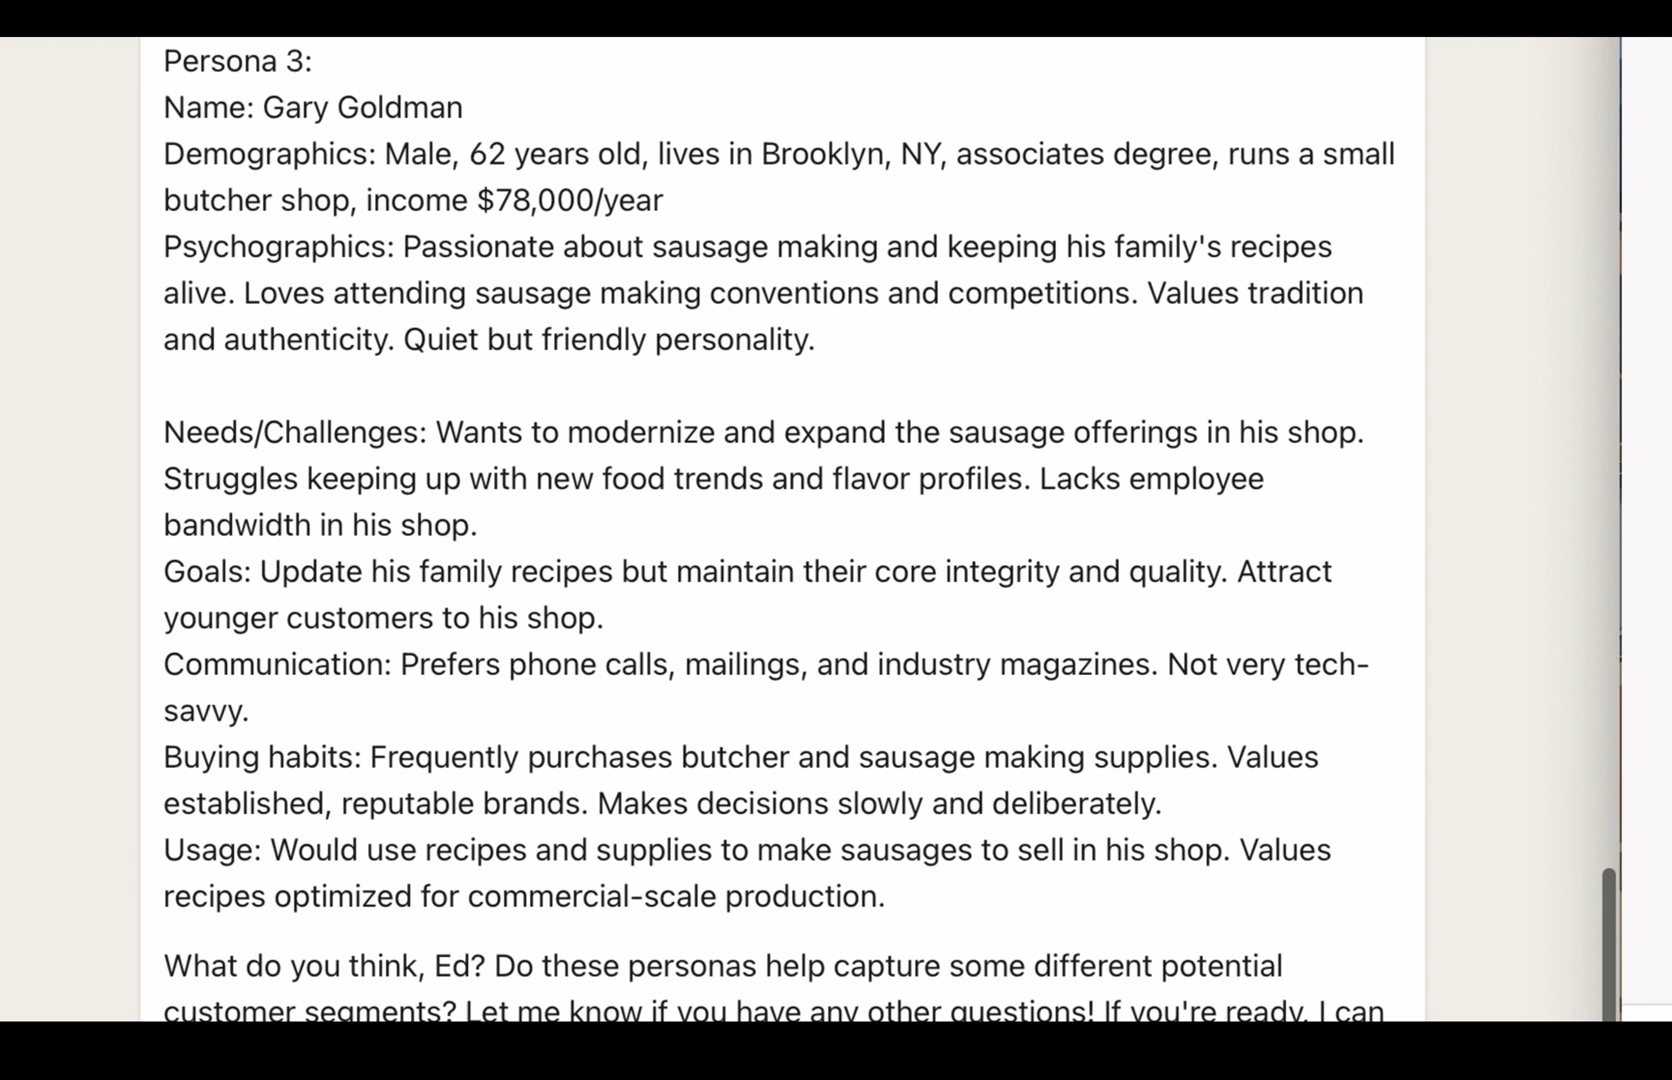 Persona 3:
Name: Gary Goldman
Demographics: Male, 62 years old, lives in Brooklyn, NY, associates degree, runs a small
butcher shop, income $78,000/year
Psychographics: Passionate about sausage making and keeping his family's recipes
alive. Loves attending sausage making conventions and competitions. Values tradition
and authenticity. Quiet but friendly personality.
Needs/Challenges: Wants to modernize and expand the sausage offerings in his shop.
Struggles keeping up with new food trends and flavor profiles. Lacks employee
bandwidth in his shop.
Goals: Update his family recipes but maintain their core integrity and quality. Attract
younger customers to his shop.
Communication: Prefers phone calls, mailings, and industry magazines. Not very tech-
savvy.
Buying habits: Frequently purchases butcher and sausage making supplies. Values
established, reputable brands. Makes decisions slowly and deliberately.
Usage: Would use recipes and supplies to make sausages to sell in his shop. Values
recipes optimized for commercial-scale production.
What do you think, Ed? Do these personas help capture some different potential
customer segments? Let me know if you have any other questions! If you're ready, I can